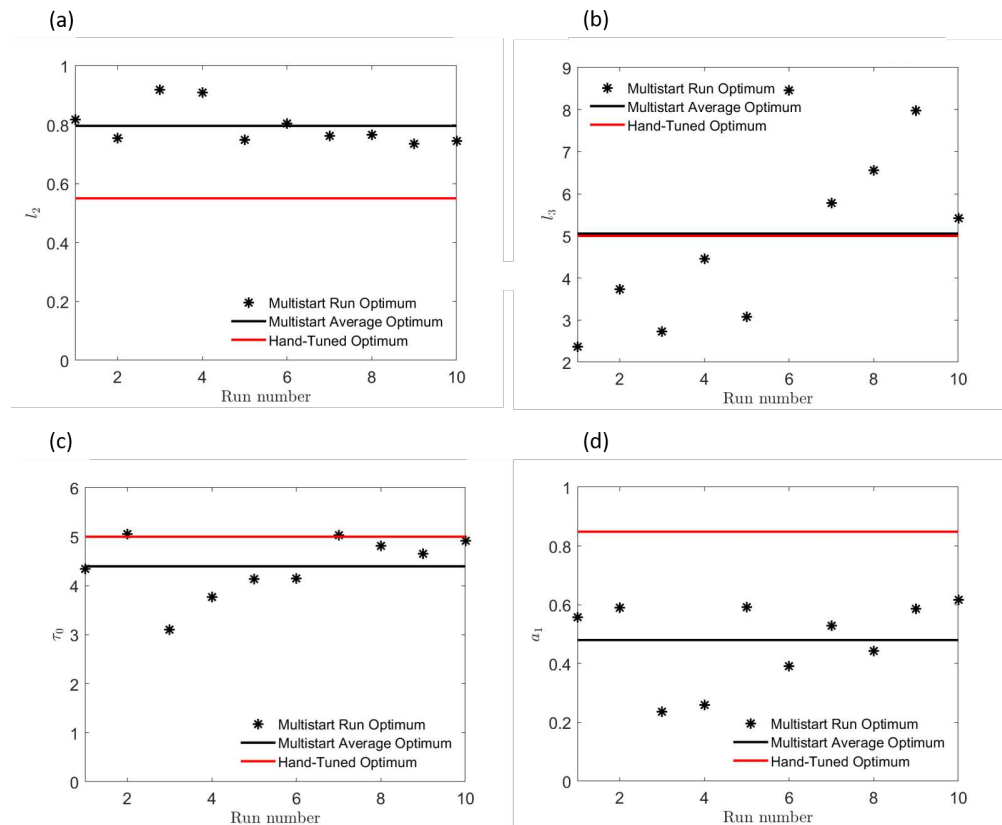 (a)
1
0.8
0.6
0.4
0.2
0
l₂
2
4
6
8
10
Run number
Multistart Run Optimum
Multistart Average Optimum
Hand-Tuned Optimum
(b)
9
8
7
6
5
4
3
2
l₃
2
4
6
8
10
Run number
Multistart Run Optimum
Multistart Average Optimum
Hand-Tuned Optimum
(c)
6
5
4
3
2
1
0
τ₀
2
4
6
8
10
Run number
Multistart Run Optimum
Multistart Average Optimum
Hand-Tuned Optimum
(d)
1
0.8
0.6
0.4
0.2
0
a₁
2
4
6
8
10
Run number
Multistart Run Optimum
Multistart Average Optimum
Hand-Tuned Optimum